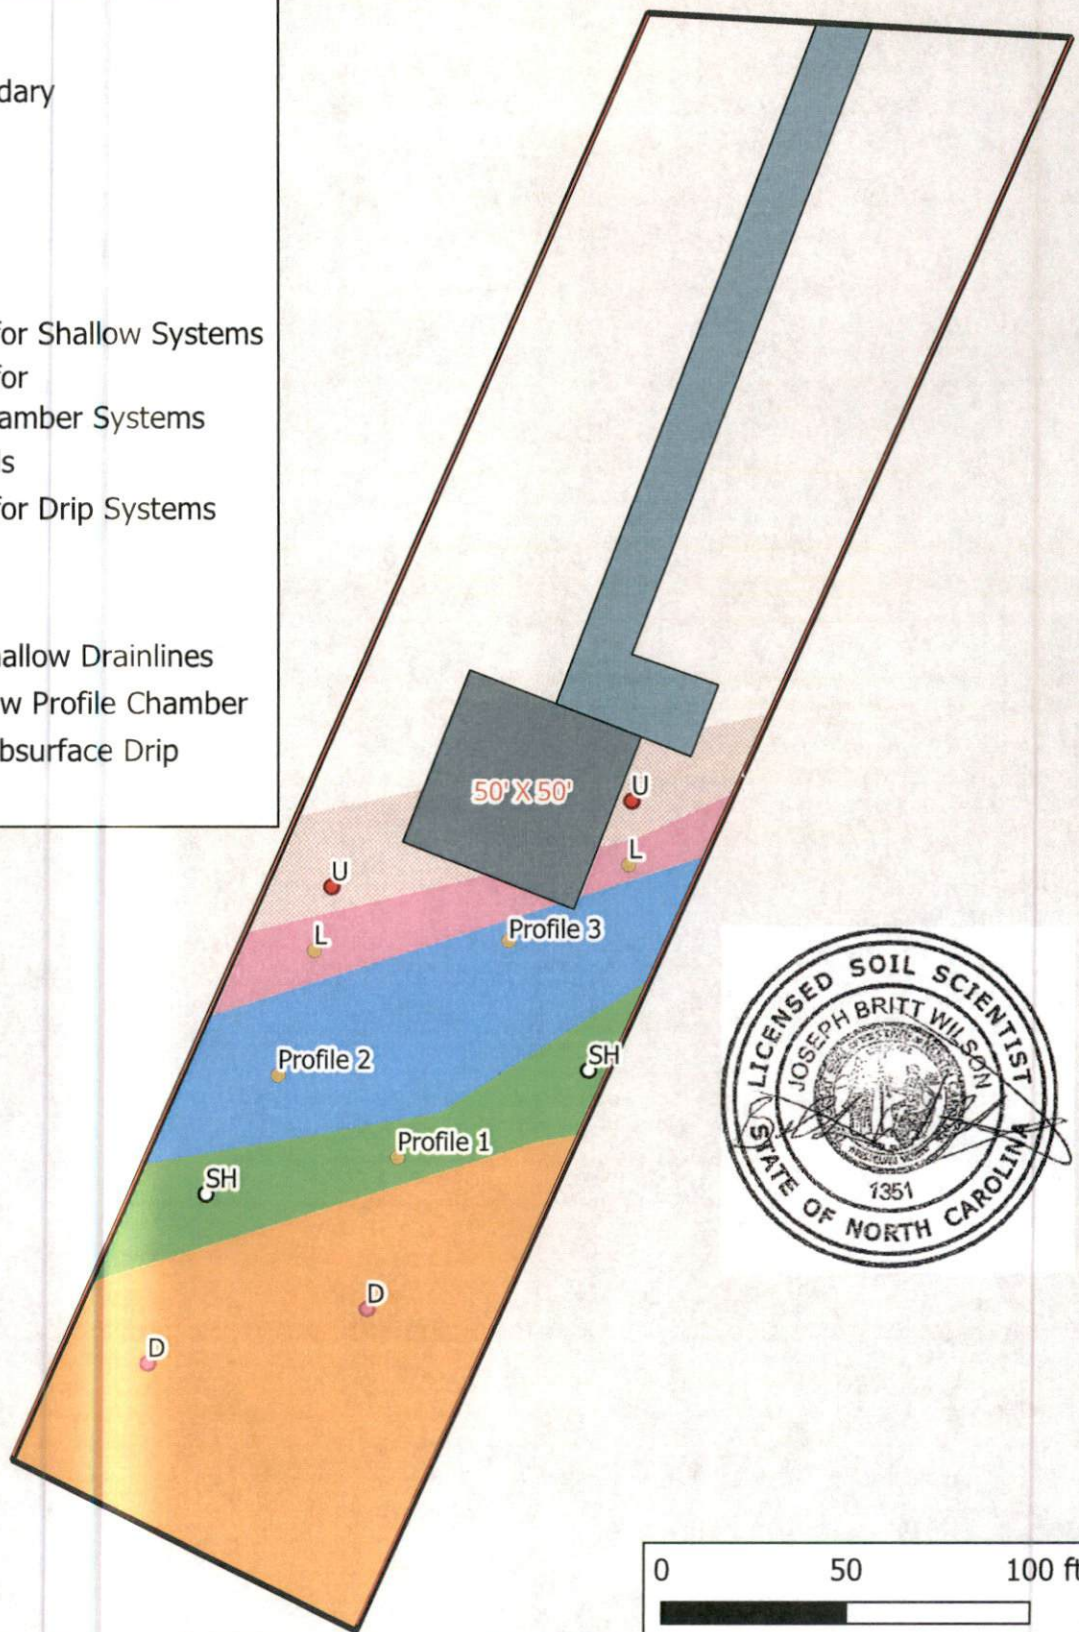 dary
for Shallow Systems
for
amber Systems
ls
for Drip Systems
hallow Drainlines
w Profile Chamber
bsurface Drip
50' X 50'
U
U
L
L
Profile 3
Profile 2
SH
Profile 1
SH
D
D
LICENSED SOIL SCIENTIST
JOSEPH BRITT WILSON
1351
STATE OF NORTH CAROLINA
0 50 100 ft